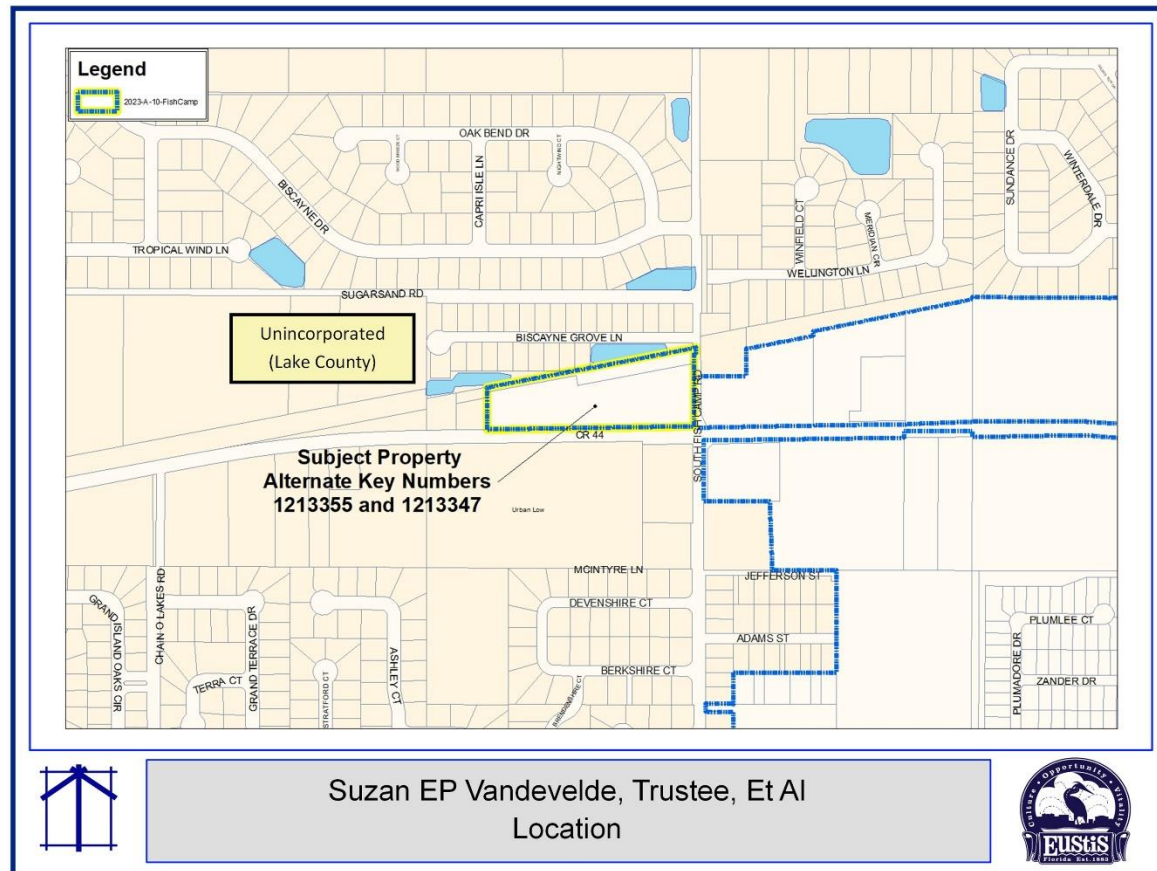 Legend
2023-A-10-FishCamp
OAK BEND DR
CAPRI ISLE LN
NIGHTWIND CT
BISCAYNE DR
TROPICAL WIND LN
SUGARSAND RD
BISCAYNE GROVE LN
WINFIELD CT
MERIDIAN CIR
WELLINGTON LN
SUNDANCE DR
WINTERDALE DR
Unincorporated
(Lake County)
CR 44
SOUTH FISH CAMP RD
Subject Property
Alternate Key Numbers
1213355 and 1213347
Urban Low
MCINTYRE LN
DEVENSHIRE CT
BERKSHIRE CT
JEFFERSON ST
ADAMS ST
GRAND ISLAND OAKS CIR
CHAIN O LAKES RD
TERRA CT
GRAND TERRACE DR
STRATFORD CT
ASHLEY CT
PLUMLEE CT
PLUMADORE DR
ZANDER DR
Suzan EP Vandevelde, Trustee, Et Al
Location
Culture • Opportunity • Vitality
EUSTIS
Florida Est. 1883